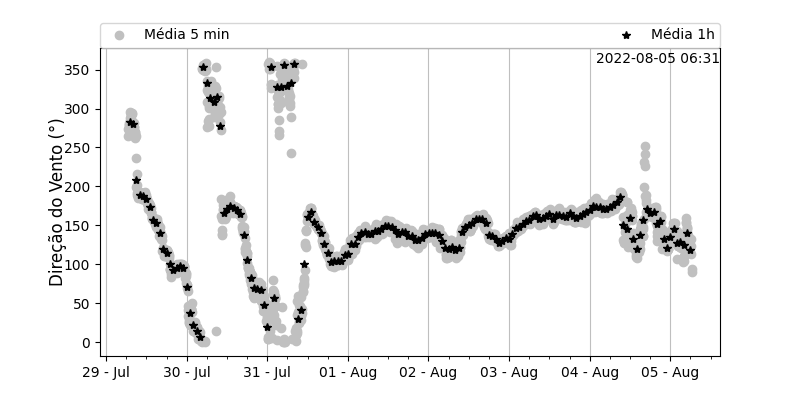 Média 5 min
Média 1h
2022-08-05 06:31
Direção do Vento (°)
350
300
250
200
150
100
50
0
29 - Jul
30 - Jul
31 - Jul
01 - Aug
02 - Aug
03 - Aug
04 - Aug
05 - Aug